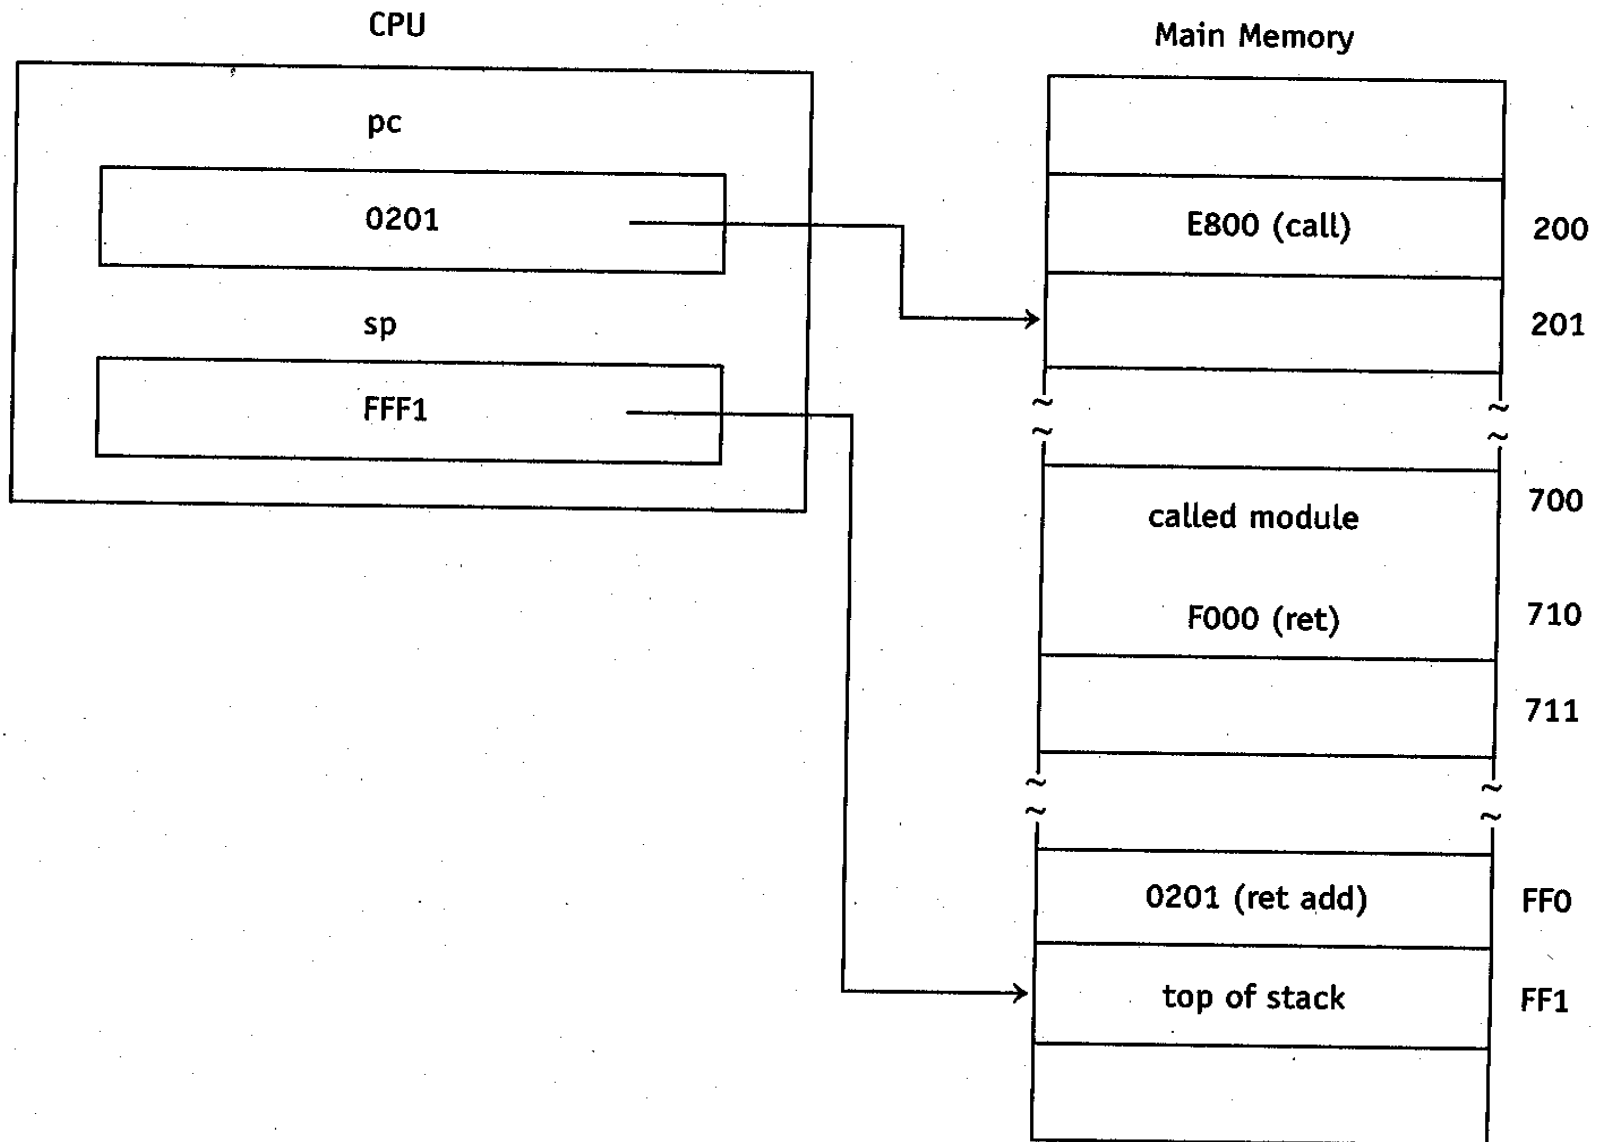 CPU
pc
0201
sp
FFF1
Main Memory
E800 (call)
200
201
called module
700
F000 (ret)
710
711
0201 (ret add)
FF0
top of stack
FF1